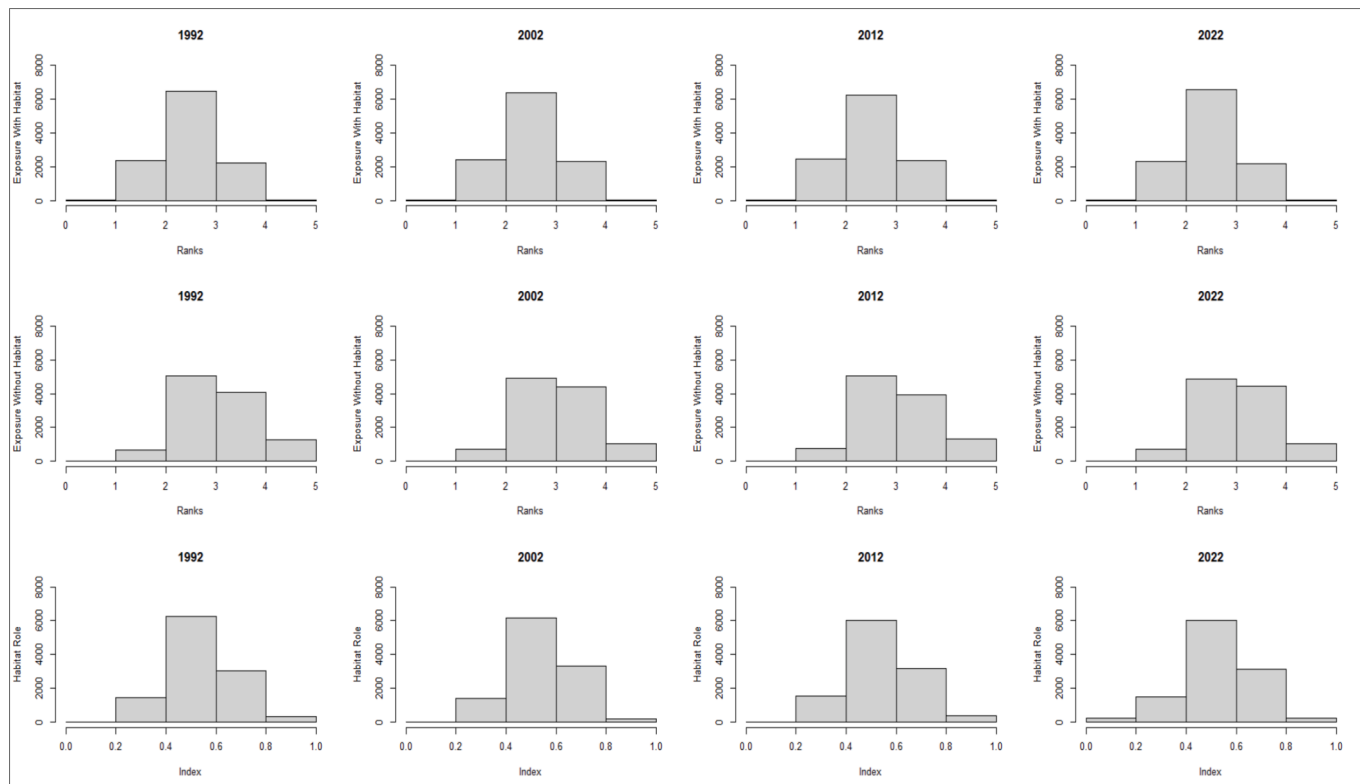 1992
2002
2012
2022
Exposure With Habitat
0 2000 4000 6000 8000
0 1 2 3 4 5
Ranks
Exposure With Habitat
0 2000 4000 6000 8000
0 1 2 3 4 5
Ranks
Exposure With Habitat
0 2000 4000 6000 8000
0 1 2 3 4 5
Ranks
Exposure With Habitat
0 2000 4000 6000 8000
0 1 2 3 4 5
Ranks
1992
2002
2012
2022
Exposure Without Habitat
0 2000 4000 6000 8000
0 1 2 3 4 5
Ranks
Exposure Without Habitat
0 2000 4000 6000 8000
0 1 2 3 4 5
Ranks
Exposure Without Habitat
0 2000 4000 6000 8000
0 1 2 3 4 5
Ranks
Exposure Without Habitat
0 2000 4000 6000 8000
0 1 2 3 4 5
Ranks
1992
2002
2012
2022
Habitat Role
0 2000 4000 6000 8000
0.0 0.2 0.4 0.6 0.8 1.0
Index
Habitat Role
0 2000 4000 6000 8000
0.0 0.2 0.4 0.6 0.8 1.0
Index
Habitat Role
0 2000 4000 6000 8000
0.0 0.2 0.4 0.6 0.8 1.0
Index
Habitat Role
0 2000 4000 6000 8000
0.0 0.2 0.4 0.6 0.8 1.0
Index